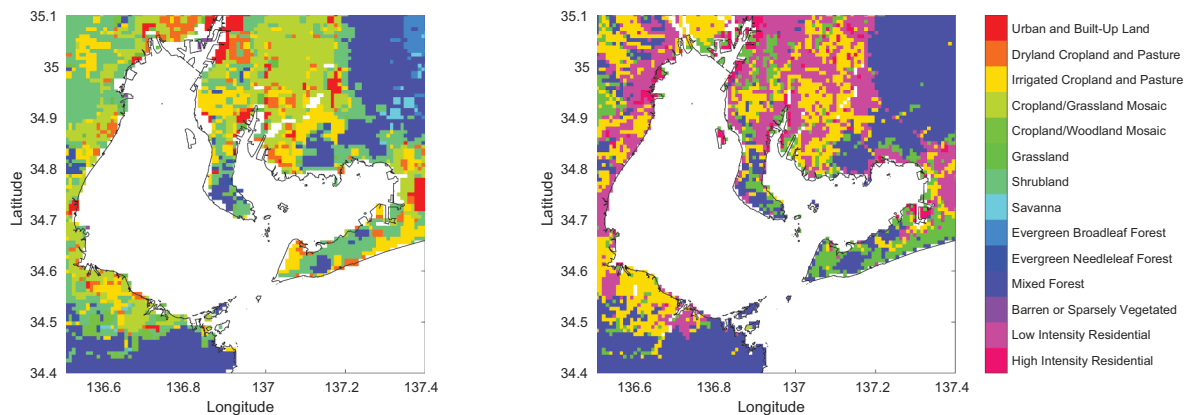 35.1
35
34.9
34.8
34.7
34.6
34.5
34.4
Latitude
136.6
136.8
137
137.2
137.4
Longitude
35.1
35
34.9
34.8
34.7
34.6
34.5
34.4
Latitude
136.6
136.8
137
137.2
137.4
Longitude
Urban and Built-Up Land
Dryland Cropland and Pasture
Irrigated Cropland and Pasture
Cropland/Grassland Mosaic
Cropland/Woodland Mosaic
Grassland
Shrubland
Savanna
Evergreen Broadleaf Forest
Evergreen Needleleaf Forest
Mixed Forest
Barren or Sparsely Vegetated
Low Intensity Residential
High Intensity Residential